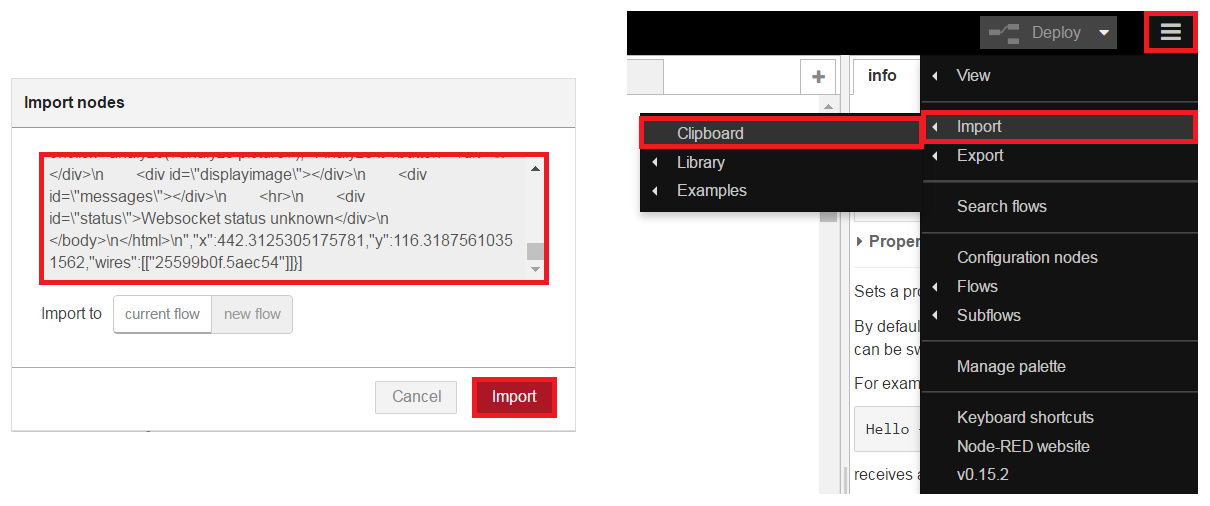 Import nodes
</div>\n <div id=\"displayimage\"></div>\n <div
id=\"messages\"></div>\n <hr>\n <div
id=\"status\">Websocket status unknown</div>\n
</body>\n</html>\n","x":442.3125305175781,"y":116.3187561035
1562,"wires":[["25599b0f.5aec54"]]}]
Import to current flow new flow
Cancel Import
Deploy
info
View
Clipboard
Import
Library
Export
Examples
Search flows
Proper
Configuration nodes
Sets a pro
Flows
By defaul
Subflows
can be sw
Manage palette
For exam
Keyboard shortcuts
Hello
Node-RED website
receives a
v0.15.2